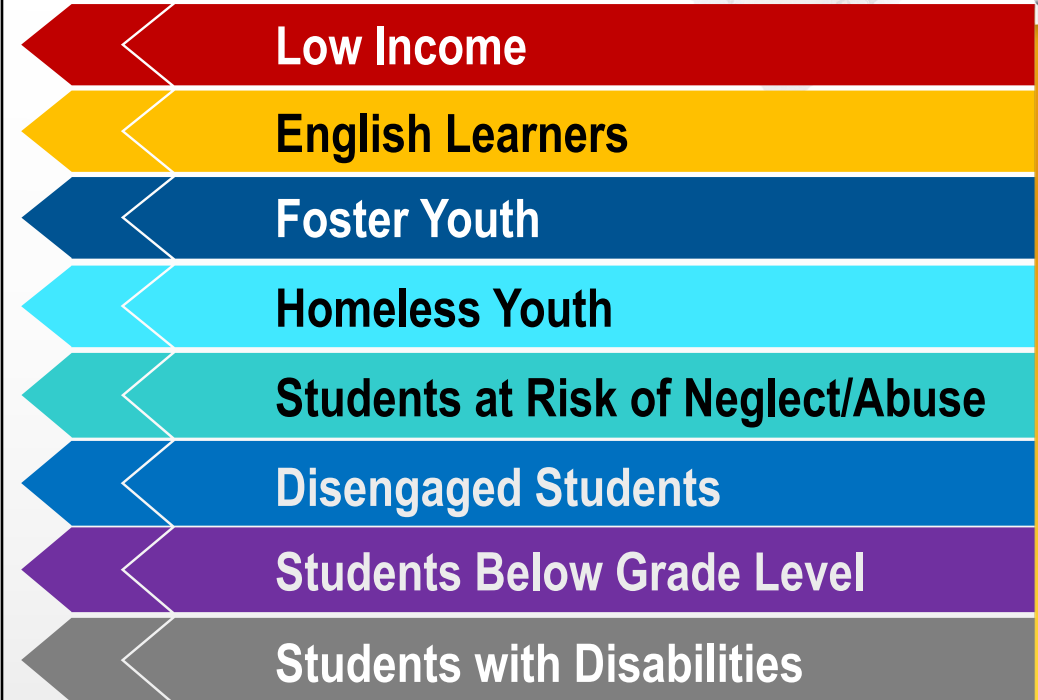 Low Income
English Learners
Foster Youth
Homeless Youth
Students at Risk of Neglect/Abuse
Disengaged Students
Students Below Grade Level
Students with Disabilities